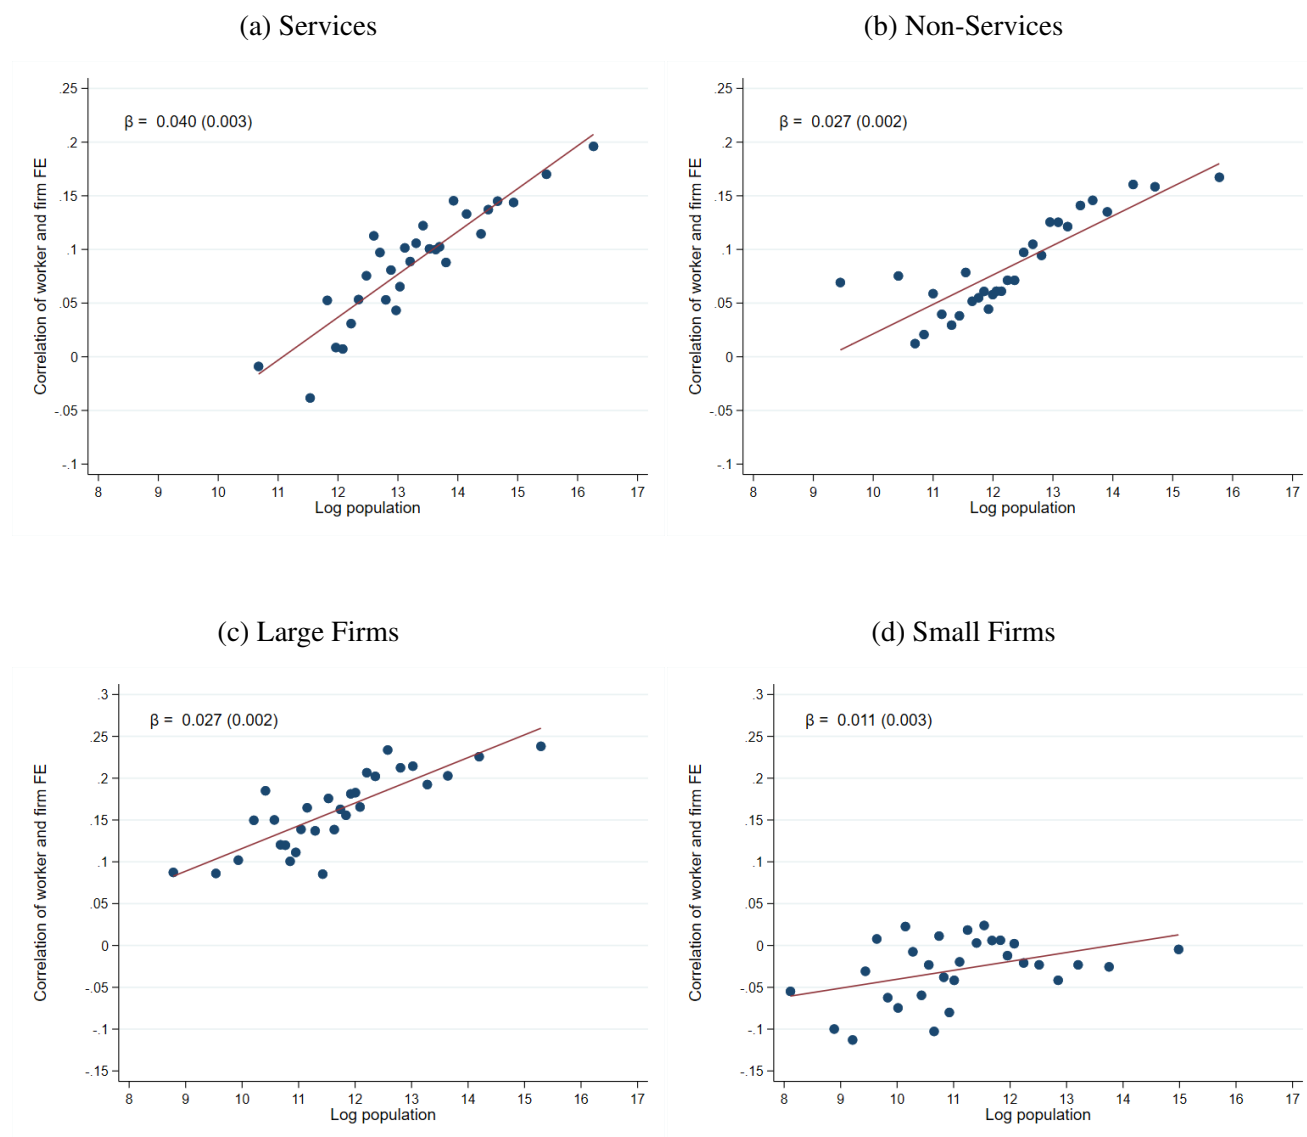 (a) Services
.25
.2
.15
.1
.05
0
-.05
-.1
β = 0.040 (0.003)
Correlation of worker and firm FE
8 9 10 11 12 13 14 15 16 17
Log population
(b) Non-Services
.25
.2
.15
.1
.05
0
-.05
-.1
β = 0.027 (0.002)
Correlation of worker and firm FE
8 9 10 11 12 13 14 15 16 17
Log population
(c) Large Firms
.3
.25
.2
.15
.1
.05
0
-.05
-.1
-.15
β = 0.027 (0.002)
Correlation of worker and firm FE
8 9 10 11 12 13 14 15 16 17
Log population
(d) Small Firms
.3
.25
.2
.15
.1
.05
0
-.05
-.1
-.15
β = 0.011 (0.003)
Correlation of worker and firm FE
8 9 10 11 12 13 14 15 16 17
Log population